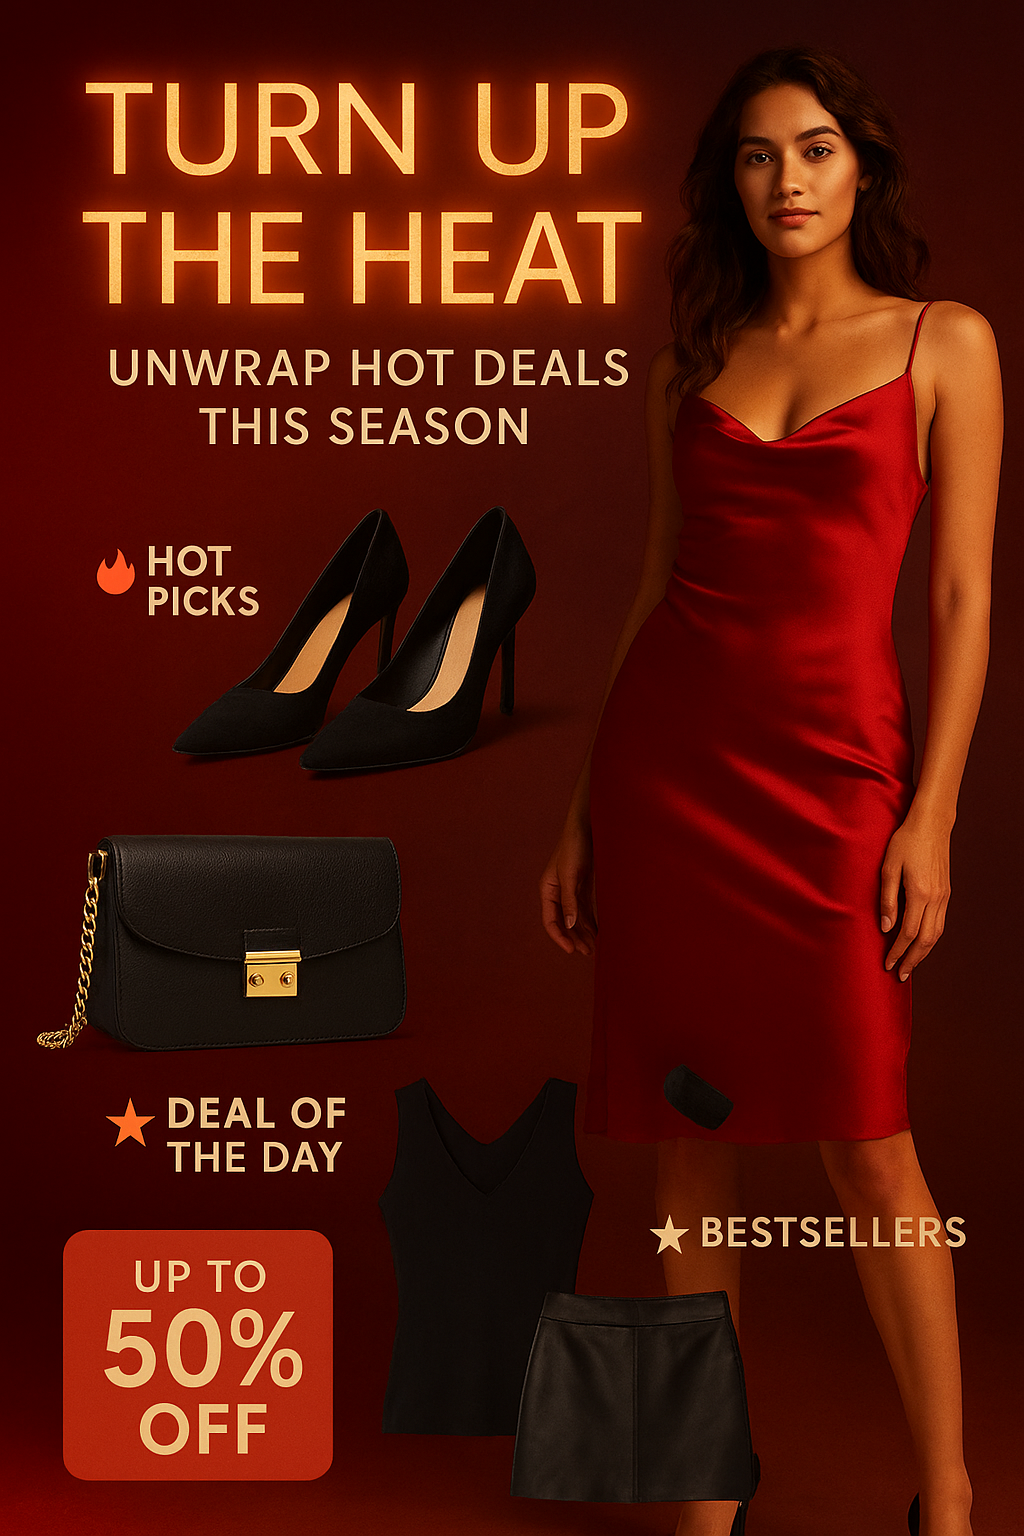 TURN UP
THE HEAT
UNWRAP HOT DEALS
THIS SEASON
HOT
PICKS
DEAL OF
THE DAY
BESTSELLERS
UP TO
50%
OFF